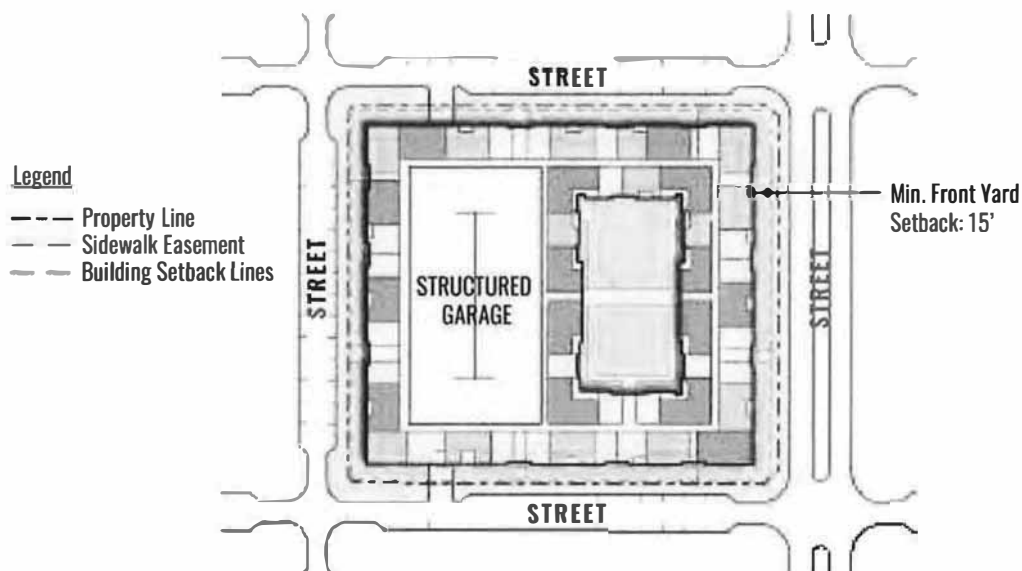 STREET
Legend
Property Line
Sidewalk Easement
Building Setback Lines
STREET
STRUCTURED
GARAGE
STREET
Min. Front Yard
Setback: 15'
STREET